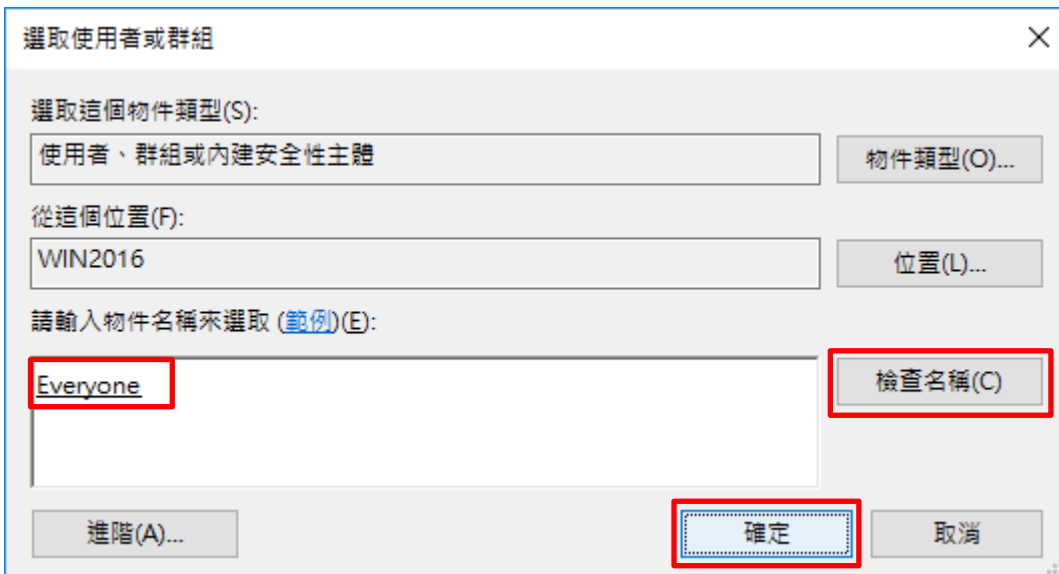 選取使用者或群組
選取這個物件類型(S):
使用者、群組或內建安全性主體
物件類型(O)...
從這個位置(F):
WIN2016
位置(L)...
請輸入物件名稱來選取 (範例)(E):
Everyone
檢查名稱(C)
進階(A)...
確定
取消